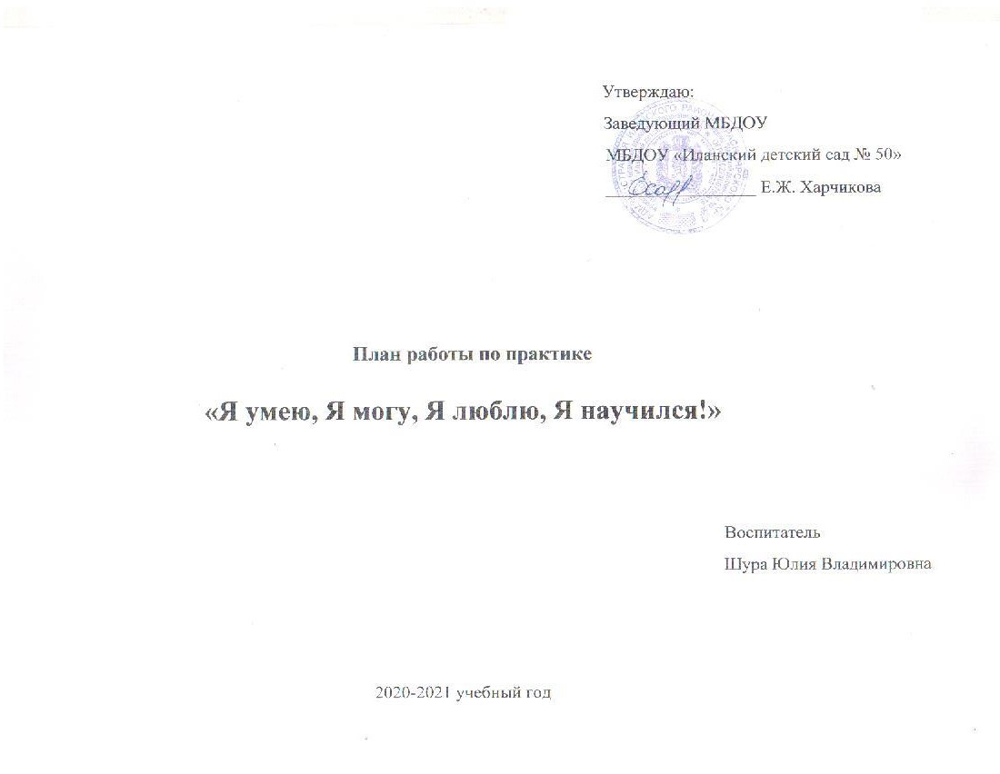 Утверждаю:
Заведующий МБДОУ
МБДОУ «Иланский детский сад № 50»
Е.Ж. Харчикова
План работы по практике
«Я умею, Я могу, Я люблю, Я научился!»
Воспитатель
Шура Юлия Владимировна
2020-2021 учебный год